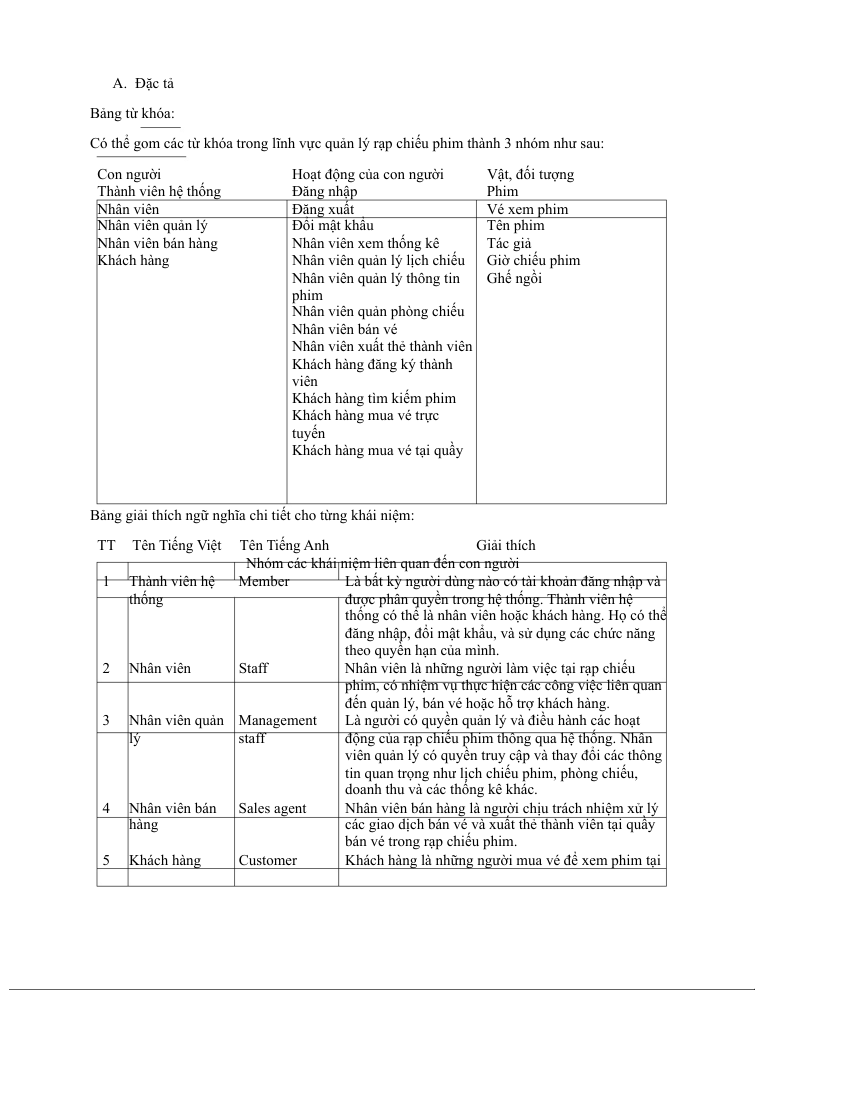 A. Đặc tả
Bảng từ khóa:
Có thể gom các từ khóa trong lĩnh vực quản lý rạp chiếu phim thành 3 nhóm như sau:
Con người Hoạt động của con người Vật, đối tượng
Thành viên hệ thống Đăng nhập Phim
Nhân viên Đăng xuất Vé xem phim
Nhân viên quản lý Đổi mật khẩu Tên phim
Nhân viên bán hàng Nhân viên xem thống kê Tác giả
Khách hàng Nhân viên quản lý lịch chiếu Giờ chiếu phim
Nhân viên quản lý thông tin Ghế ngồi
phim
Nhân viên quản phòng chiếu
Nhân viên bán vé
Nhân viên xuất thẻ thành viên
Khách hàng đăng ký thành
viên
Khách hàng tìm kiếm phim
Khách hàng mua vé trực
tuyến
Khách hàng mua vé tại quầy
Bảng giải thích ngữ nghĩa chi tiết cho từng khái niệm:
TT Tên Tiếng Việt Tên Tiếng Anh Giải thích
Nhóm các khái niệm liên quan đến con người
1 Thành viên hệ Member Là bất kỳ người dùng nào có tài khoản đăng nhập và
thống được phân quyền trong hệ thống. Thành viên hệ
thống có thể là nhân viên hoặc khách hàng. Họ có thể
đăng nhập, đổi mật khẩu, và sử dụng các chức năng
theo quyền hạn của mình.
2 Nhân viên Staff Nhân viên là những người làm việc tại rạp chiếu
phim, có nhiệm vụ thực hiện các công việc liên quan
đến quản lý, bán vé hoặc hỗ trợ khách hàng.
3 Nhân viên quản Management Là người có quyền quản lý và điều hành các hoạt
lý staff động của rạp chiếu phim thông qua hệ thống. Nhân
viên quản lý có quyền truy cập và thay đổi các thông
tin quan trọng như lịch chiếu phim, phòng chiếu,
doanh thu và các thống kê khác.
4 Nhân viên bán Sales agent Nhân viên bán hàng là người chịu trách nhiệm xử lý
hàng các giao dịch bán vé và xuất thẻ thành viên tại quầy
bán vé trong rạp chiếu phim.
5 Khách hàng Customer Khách hàng là những người mua vé để xem phim tại